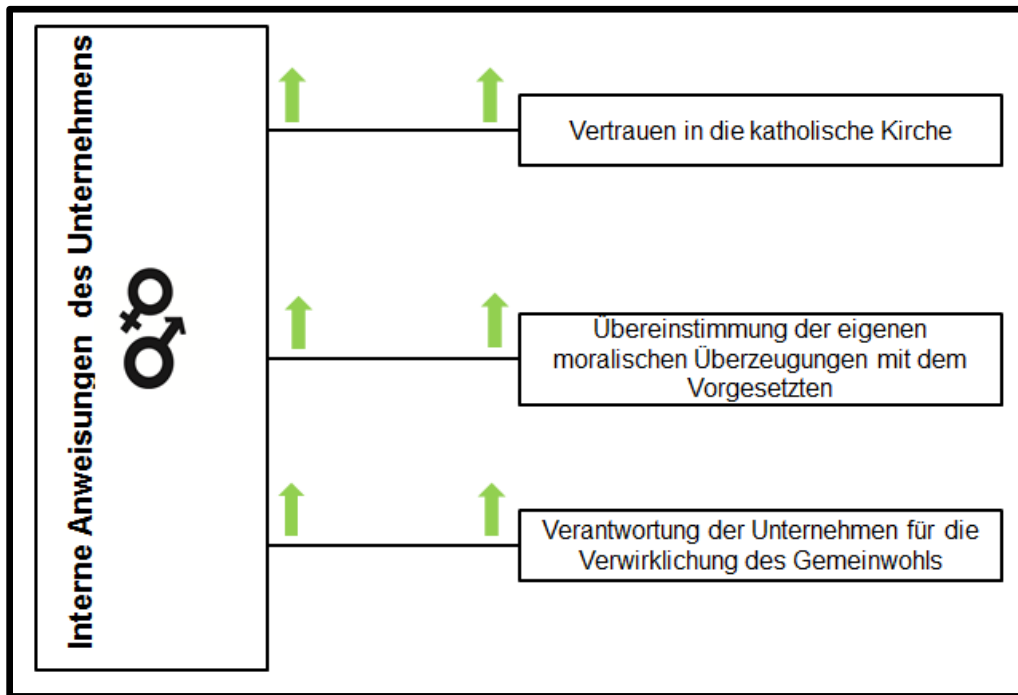 Interne Anweisungen des Unternehmens
Vertrauen in die katholische Kirche
Übereinstimmung der eigenen
moralischen Überzeugungen mit dem
Vorgesetzten
Verantwortung der Unternehmen für die
Verwirklichung des Gemeinwohls